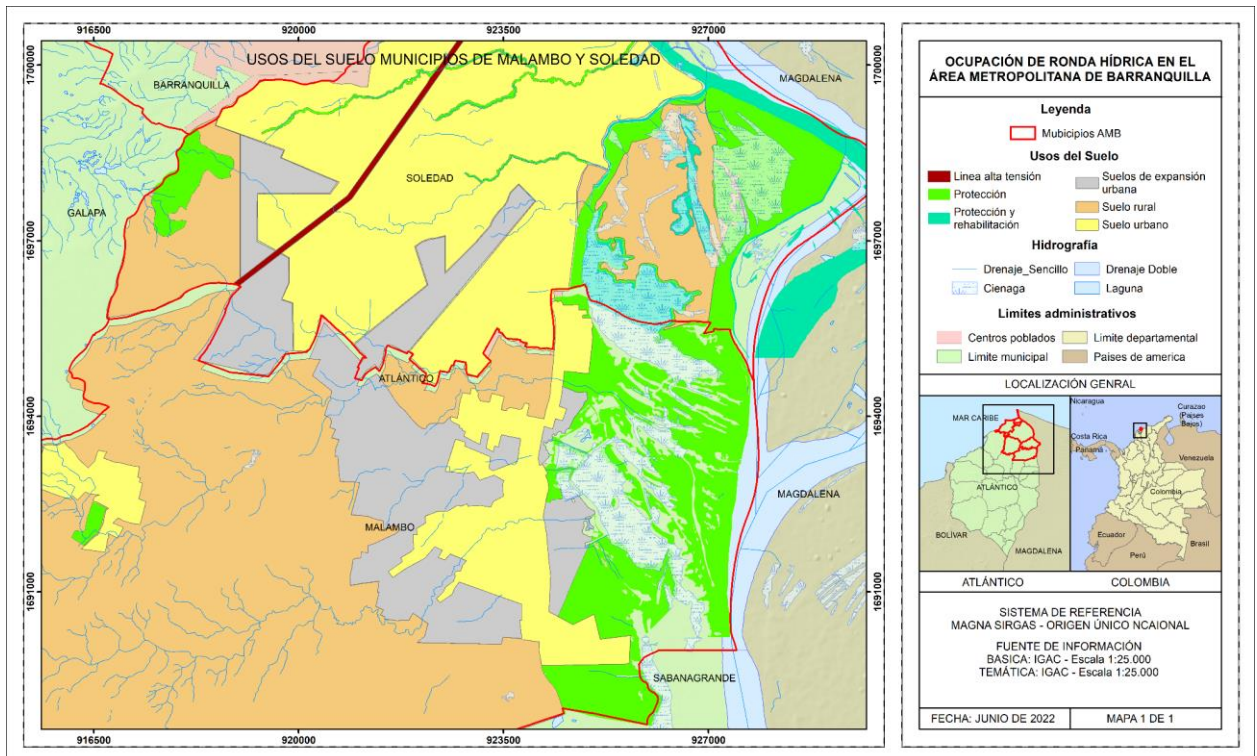 916500 920000 923500 927000
USOS DEL SUELO MUNICIPIOS DE MALAMBO Y SOLEDAD
1700000
1700000
BARRANQUILLA
MAGDALENA
SOLEDAD
GALAPA
1697000
1697000
ATLÁNTICO
1694000
1694000
MAGDALENA
MALAMBO
1691000
1691000
SABANAGRANDE
916500 920000 923500 927000
OCUPACIÓN DE RONDA HÍDRICA EN EL
ÁREA METROPOLITANA DE BARRANQUILLA
Leyenda
Mubicipios AMB
Usos del Suelo
Linea alta tensión
Protección
Protección y
rehabilitación
Suelos de expansión
urbana
Suelo rural
Suelo urbano
Hidrografía
Drenaje_Sencillo
Drenaje Doble
Cienaga
Laguna
Limites administrativos
Centros poblados
Limite departamental
Limite municipal
Paises de america
LOCALIZACIÓN GENRAL
MAR CARIBE
ATLÁNTICO
BOLÍVAR
MAGDALENA
Nicaragua
Curazao
(Países
Bajos)
Costa Rica
Panamá
Venezuela
Colombia
Ecuador
Perú
Brasil
ATLÁNTICO
COLOMBIA
SISTEMA DE REFERENCIA
MAGNA SIRGAS - ORIGEN ÚNICO NCAIONAL
FUENTE DE INFORMACIÓN
BASICA: IGAC - Escala 1:25.000
TEMÁTICA: IGAC - Escala 1:25.000
FECHA: JUNIO DE 2022
MAPA 1 DE 1